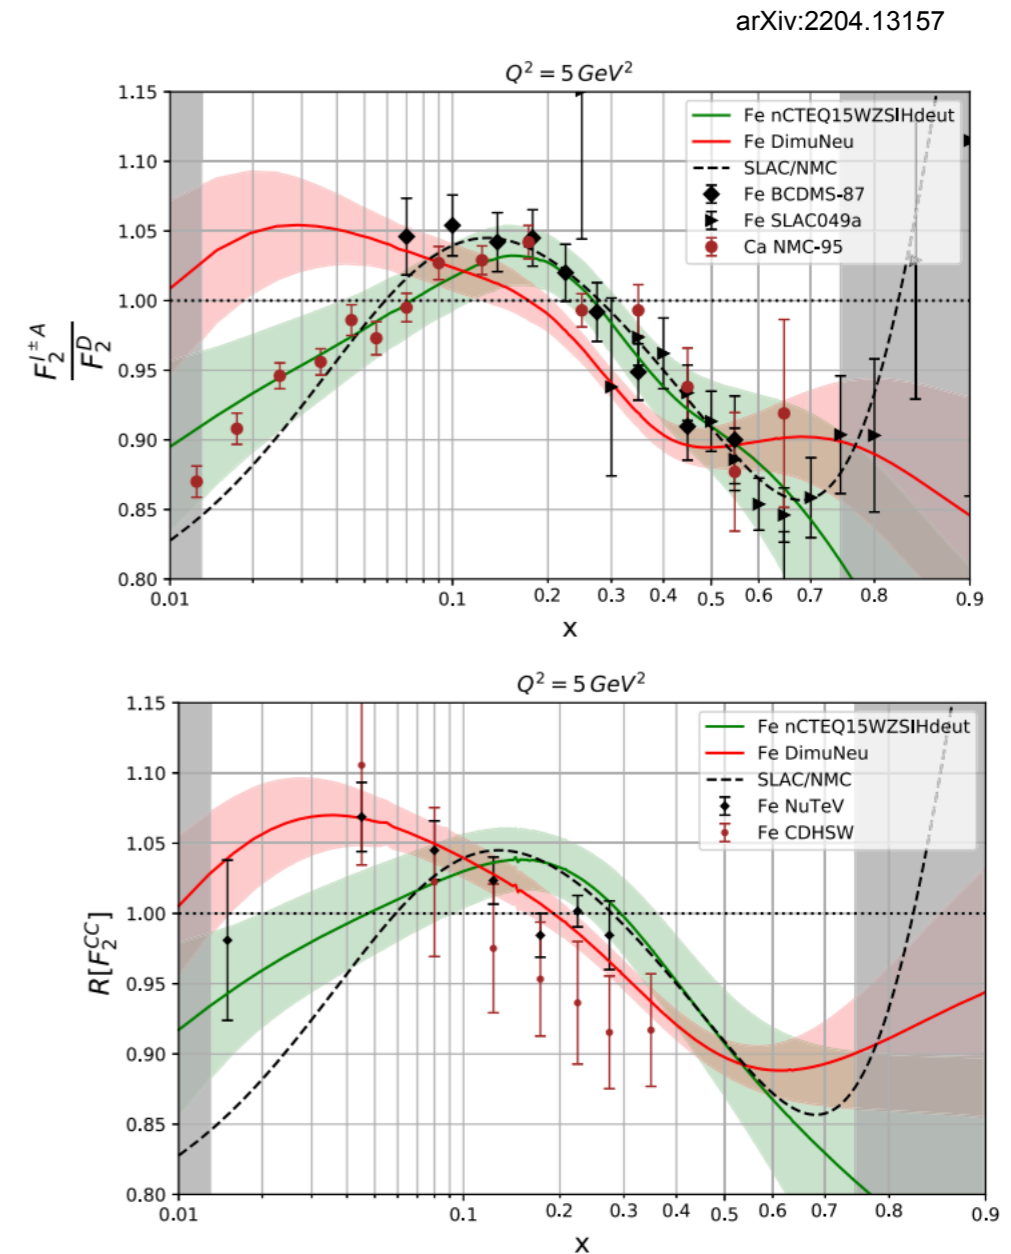 arXiv:2204.13157
Q² = 5 GeV²
1.15
1.10
1.05
1.00
0.95
0.90
0.85
0.80
F₂^{l^± A} / F₂^D
Fe nCTEQ15WZSIHdeut
Fe DimuNeu
SLAC/NMC
Fe BCDMS-87
Fe SLAC049a
Ca NMC-95
0.01 0.1 0.2 0.3 0.4 0.5 0.6 0.7 0.8 0.9
x
Q² = 5 GeV²
1.15
1.10
1.05
1.00
0.95
0.90
0.85
0.80
R[F₂^{CC}]
Fe nCTEQ15WZSIHdeut
Fe DimuNeu
SLAC/NMC
Fe NuTeV
Fe CDHSW
0.01 0.1 0.2 0.3 0.4 0.5 0.6 0.7 0.8 0.9
x